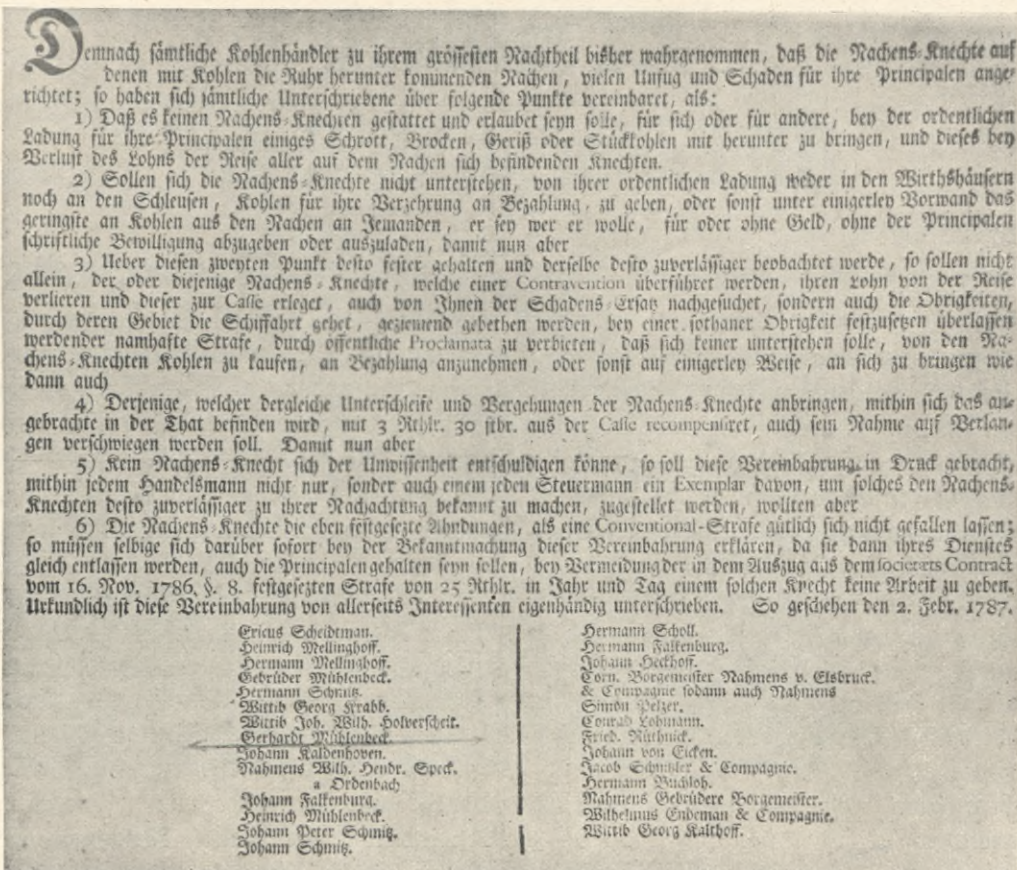 Demnach sämtliche Kohlenhändler zu ihrem grössesten Nachtheil bisher wahrgenommen, daß die Nachens-Knechte auf
denen mit Kohlen die Ruhr herunter kommenden Nachen, vielen Unfug und Schaden für ihre Principalen ange-
richtet; so haben sich sämtliche Unterschriebene über folgende Punkte vereinbaret, als:
1) Daß es keinen Nachens-Knechten gestattet und erlaubet seyn solle, für sich oder für andere, bey der ordentlichen
Ladung für ihre Principalen einiges Schrott, Brocken, Geriß oder Stückkohlen mit herunter zu bringen, und dieses bey
Verlust des Lohns der Reise aller auf dem Nachen sich befindenden Knechten.
2) Sollen sich die Nachens-Knechte nicht unterstehen, von ihrer ordentlichen Ladung weder in den Wirthshäusern
noch an den Schleusen, Kohlen für ihre Verzehrung an Bezahlung, zu geben, oder sonst unter einigerley Vorwand das
geringste an Kohlen aus den Nachen an Jemanden, er sey wer er wolle, für oder ohne Geld, ohne der Principalen
schriftliche Bewilligung abzugeben oder auszuladen, damit nun aber
3) Ueber diesen zweyten Punkt desto fester gehalten und derselbe desto zuverlässiger beobachtet werde, so sollen nicht
allein, der oder diejenige Nachens-Knechte, welche einer Contravention überführet werden, ihren Lohn von der Reise
verlieren und dieser zur Casse erleget, auch von Ihnen der Schadens-Ersatz nachgesuchet, sondern auch die Obrigkeiten,
durch deren Gebiet die Schiffahrt gehet, geziemend gebethen werden, bey einer sothaner Obrigkeit festzusetzen überlassen
werdender namhafte Strafe, durch öffentliche Proclamata zu verbieten, daß sich keiner unterstehen solle, von den Na-
chens-Knechten Kohlen zu kaufen, an Bezahlung anzunehmen, oder sonst auf einigerley Weise, an sich zu bringen wie
dann auch
4) Derjenige, welcher dergleiche Unterschleife und Vergehungen der Nachens-Knechte anbringen, mithin sich das an-
gebrachte in der That befinden wird, mit 3 Rthlr. 30 stbr. aus der Casse recompensiret, auch sein Nahme auf Verlan-
gen verschwiegen werden soll. Damit nun aber
5) Kein Nachens-Knecht sich der Unwissenheit entschuldigen könne, so soll diese Vereinbahrung in Druck gebracht,
mithin jedem Handelsmann nicht nur, sonder auch einem jeden Steuermann ein Exemplar davon, um solches den Nachens-
Knechten desto zuverlässiger zu ihrer Nachachtung bekannt zu machen, zugestellt werden, wollten aber
6) Die Nachens-Knechte die eben festgesezte Ahndungen, als eine Conventional-Strafe gütlich sich nicht gefallen lassen;
so müssen selbige sich darüber sofort bey der Bekanntmachung dieser Vereinbahrung erklären, da sie dann ihres Dienstes
gleich entlassen werden, auch die Principalen gehalten seyn sollen, bey Vermeidung der in dem Auszug aus dem societets Contract
vom 16. Nov. 1786. §. 8. festgesezten Strafe von 25 Rthlr. in Jahr und Tag einem solchen Knecht keine Arbeit zu geben.
Urkundlich ist diese Vereinbahrung von allerseits Interessenten eigenhändig unterschrieben. So geschehen den 2. Febr. 1787.
Ericus Scheidtman.
Heinrich Mellinghoff.
Hermann Mellinghoff.
Gebrüder Mühlenbeck.
Hermann Schmitz.
Wittib Georg Krabb.
Wittib Joh. Wilh. Holverscheit.
Gerhardt Mühlenbeck.
Johann Kaldenhoven.
Nahmens Wilh. Hendr. Speck.
a Ordenbach
Johann Falkenburg.
Heinrich Mühlenbeck.
Johann Peter Schmitz.
Johann Schmitz.
Hermann Scholl.
Hermann Falkenburg.
Johann Heckhoff.
Corn. Borgemeister Nahmens v. Elsbruck.
& Compagnie sodann auch Nahmens
Simon Pelzer.
Conrad Lohmann.
Fried. Rüthnick.
Johann von Eicken.
Jacob Schmitzler & Compagnie.
Hermann Buchloh.
Nahmens Gebrüdere Borgemeister.
Wilhelmus Endeman & Compagnie.
Wittib Georg Kalthoff.